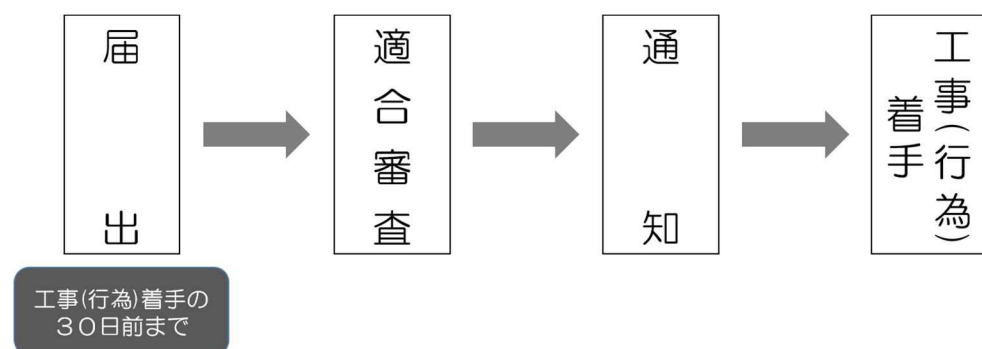 届出
適合審査
通知
工事(行為)
着手
工事(行為)着手の
３０日前まで